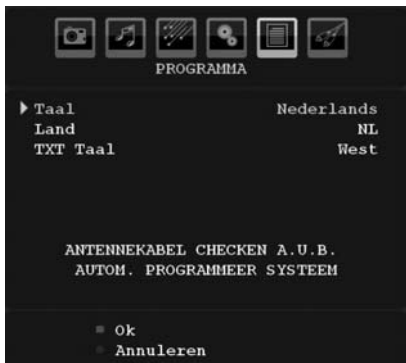 PROGRAMMA
Taal Nederlands
Land NL
TXT Taal West
ANTENNEKABEL CHECKEN A.U.B.
AUTOM. PROGRAMMEER SYSTEEM
Ok
Annuleren